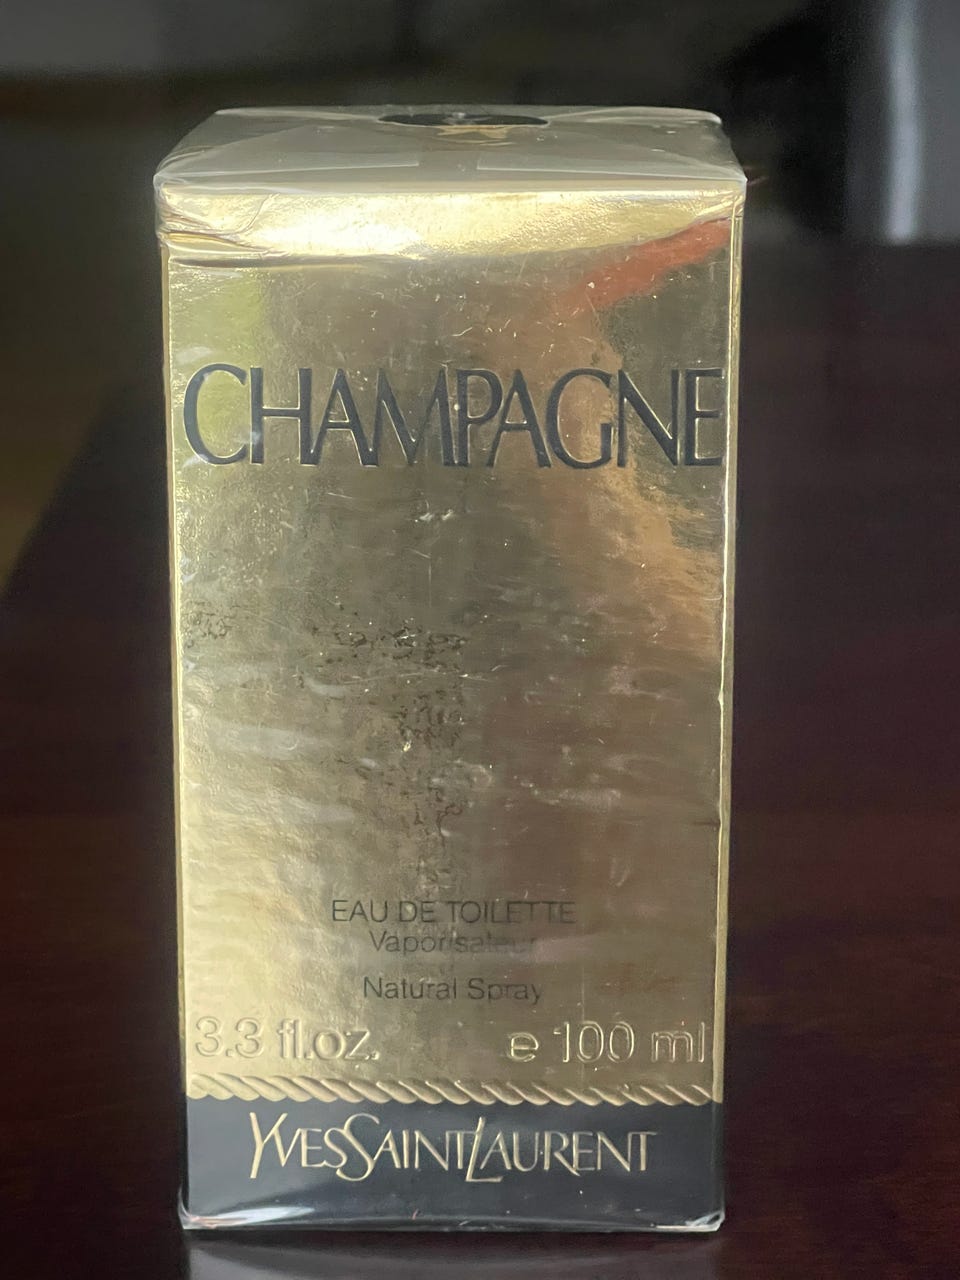 CHAMPAGNE
EAU DE TOILETTE
Vaporisateur
Natural Spray
3.3 fl.oz. e 100 ml
YVESSAINTLAURENT